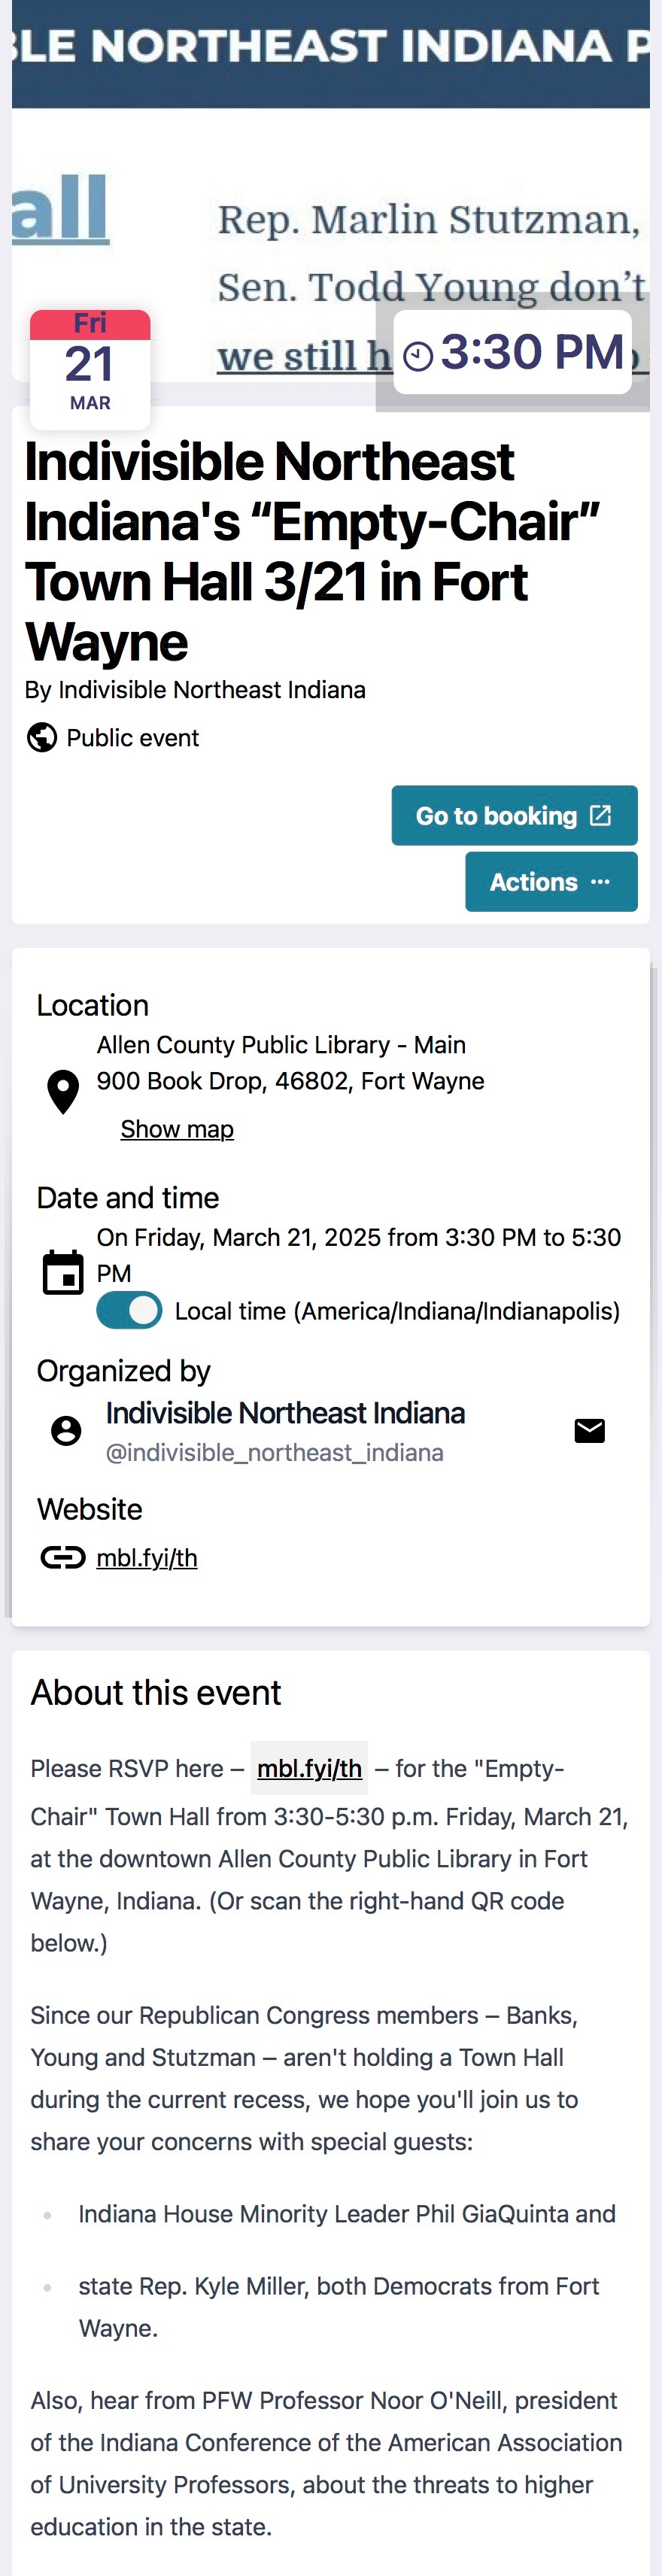 BLE NORTHEAST INDIANA P
all
Rep. Marlin Stutzman,
Sen. Todd Young don't
we still h
Fri
21
MAR
3:30 PM
Indivisible Northeast
Indiana's “Empty-Chair”
Town Hall 3/21 in Fort
Wayne
By Indivisible Northeast Indiana
Public event
Go to booking
Actions ···
Location
Allen County Public Library - Main
900 Book Drop, 46802, Fort Wayne
Show map
Date and time
On Friday, March 21, 2025 from 3:30 PM to 5:30
PM
Local time (America/Indiana/Indianapolis)
Organized by
Indivisible Northeast Indiana
@indivisible_northeast_indiana
Website
mbl.fyi/th
About this event
Please RSVP here – mbl.fyi/th – for the "Empty-
Chair" Town Hall from 3:30-5:30 p.m. Friday, March 21,
at the downtown Allen County Public Library in Fort
Wayne, Indiana. (Or scan the right-hand QR code
below.)
Since our Republican Congress members – Banks,
Young and Stutzman – aren't holding a Town Hall
during the current recess, we hope you'll join us to
share your concerns with special guests:
• Indiana House Minority Leader Phil GiaQuinta and
• state Rep. Kyle Miller, both Democrats from Fort
Wayne.
Also, hear from PFW Professor Noor O'Neill, president
of the Indiana Conference of the American Association
of University Professors, about the threats to higher
education in the state.